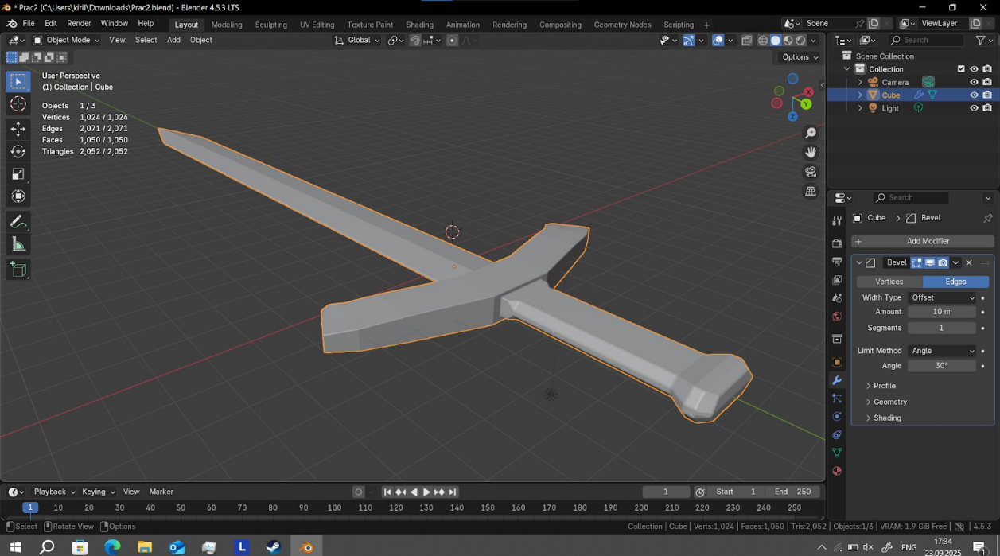 * Prac2 [C:\Users\kiril\Downloads\Prac2.blend] - Blender 4.5.3 LTS
File Edit Render Window Help
Layout Modeling Sculpting UV Editing Texture Paint Shading Animation Rendering Compositing Geometry Nodes Scripting +
Scene
ViewLayer
Object Mode View Select Add Object
Global
Options
Search
User Perspective
(1) Collection | Cube
Objects 1 / 3
Vertices 1,024 / 1,024
Edges 2,071 / 2,071
Faces 1,050 / 1,050
Triangles 2,052 / 2,052
X
Y
Z
Scene Collection
Collection
Camera
Cube
Light
Search
Cube > Bevel
+ Add Modifier
Bevel
Vertices Edges
Width Type Offset
Amount 10 m
Segments 1
Limit Method Angle
Angle 30°
Profile
Geometry
Shading
Playback Keying View Marker
1 Start 1 End 250
1 10 20 30 40 50 60 70 80 90 100 110 120 130 140 150 160 170 180 190 200 210 220 230 240 250
Select Rotate View Options
Collection | Cube | Verts:1,024 | Faces:1,050 | Tris:2,052 | Objects:1/3 | VRAM: 1.9 GiB Free | 4.5.3
L
ENG
17:34
23.09.2025